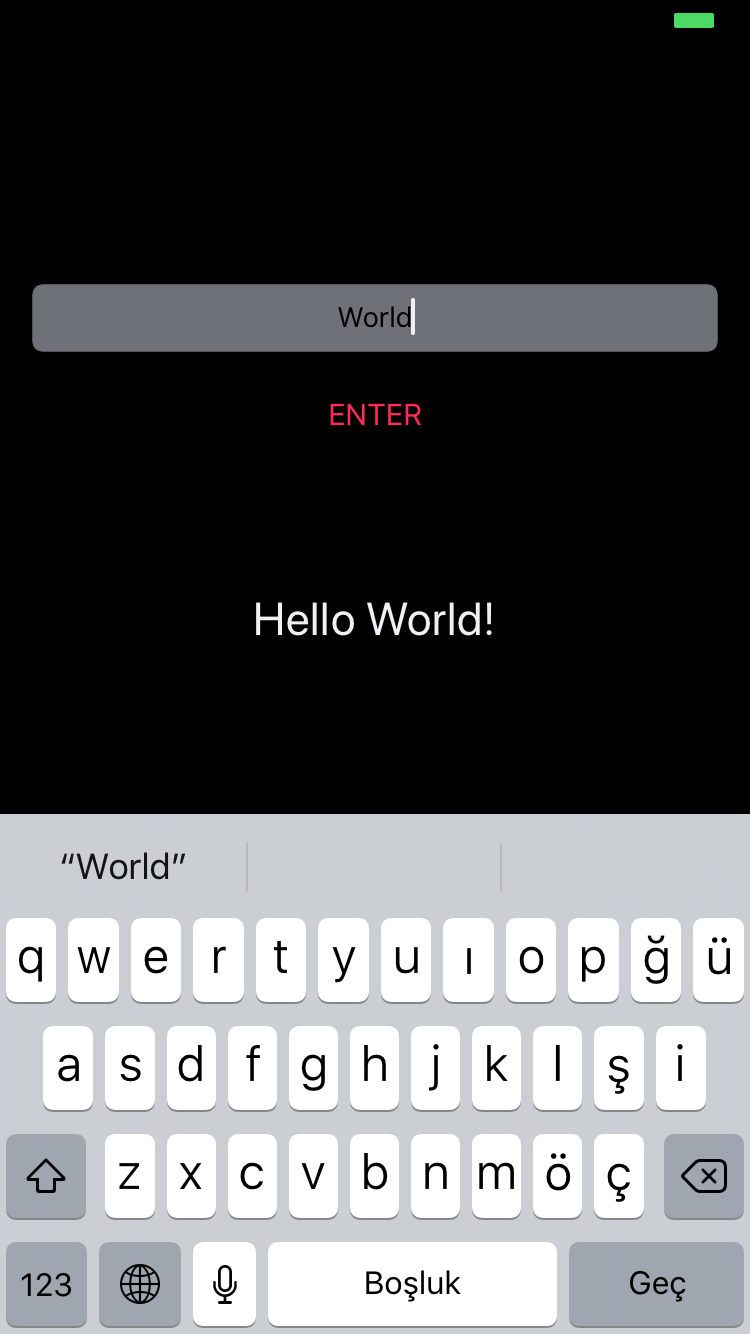 World
ENTER
Hello World!
“World”
q w e r t y u ı o p ğ ü
a s d f g h j k l ş i
z x c v b n m ö ç
123 Boşluk Geç